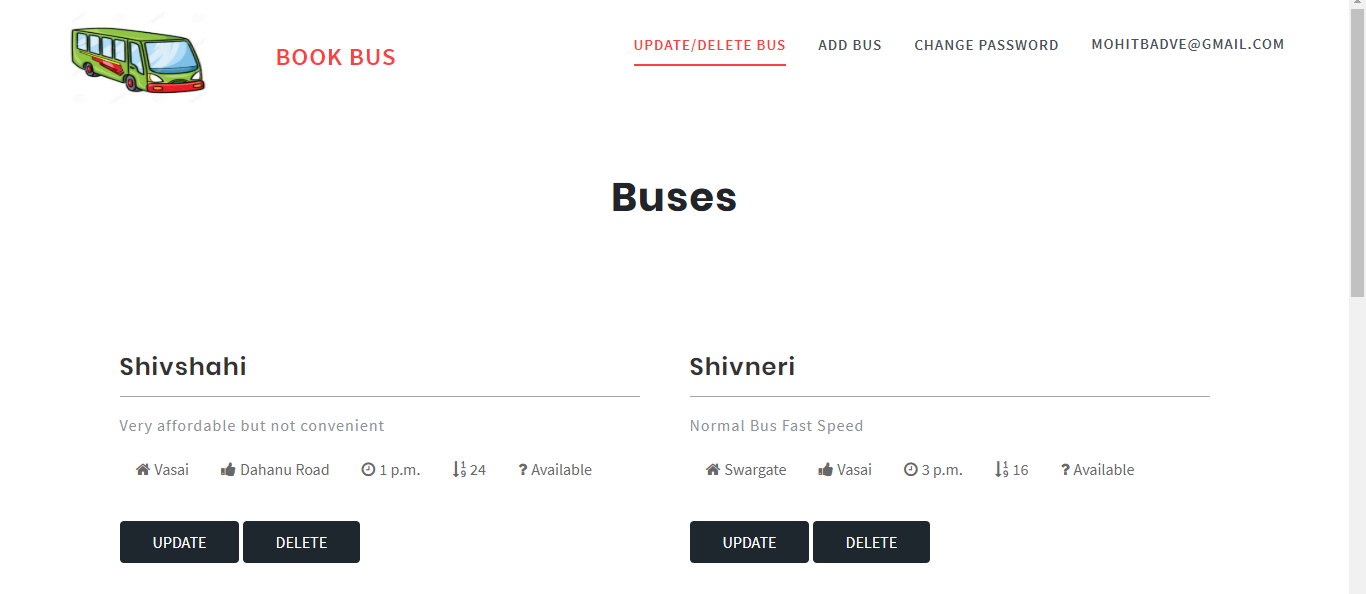 BOOK BUS
UPDATE/DELETE BUS ADD BUS CHANGE PASSWORD MOHITBADVE@GMAIL.COM
Buses
Shivshahi
Very affordable but not convenient
Vasai Dahanu Road 1 p.m. 24 ? Available
UPDATE DELETE
Shivneri
Normal Bus Fast Speed
Swargate Vasai 3 p.m. 16 ? Available
UPDATE DELETE